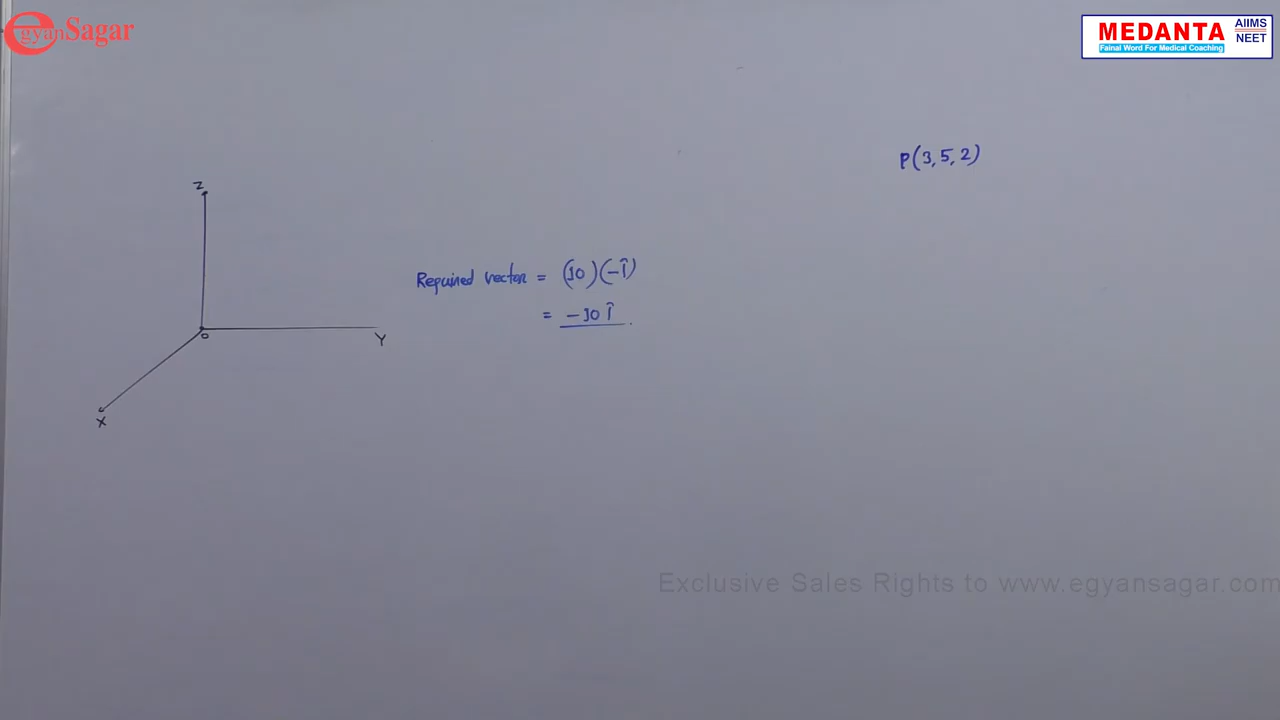 egyanSagar
MEDANTA
AIIMS
NEET
Fainal Word For Medical Coaching
P(3,5,2)
Z
Required vector = (10)(-î)
= -10 î
O
Y
X
Exclusive Sales Rights to www.egyansagar.com